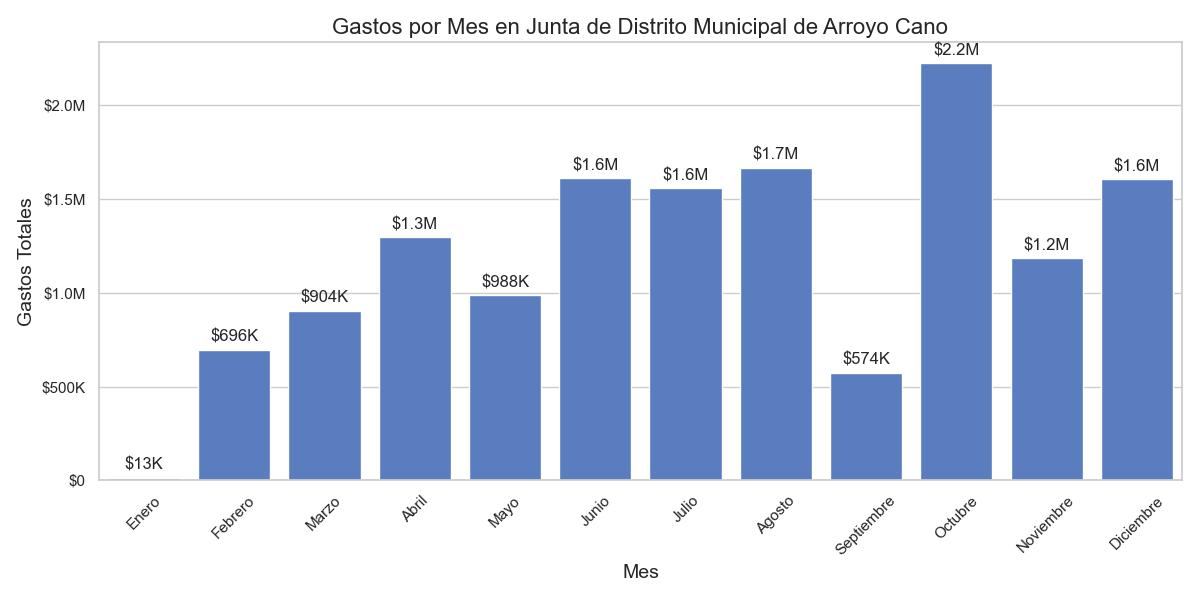 Gastos por Mes en Junta de Distrito Municipal de Arroyo Cano
Gastos Totales
$2.0M
$1.5M
$1.0M
$500K
$0
$13K
$696K
$904K
$1.3M
$988K
$1.6M
$1.6M
$1.7M
$574K
$2.2M
$1.2M
$1.6M
Enero
Febrero
Marzo
Abril
Mayo
Junio
Julio
Agosto
Septiembre
Octubre
Noviembre
Diciembre
Mes